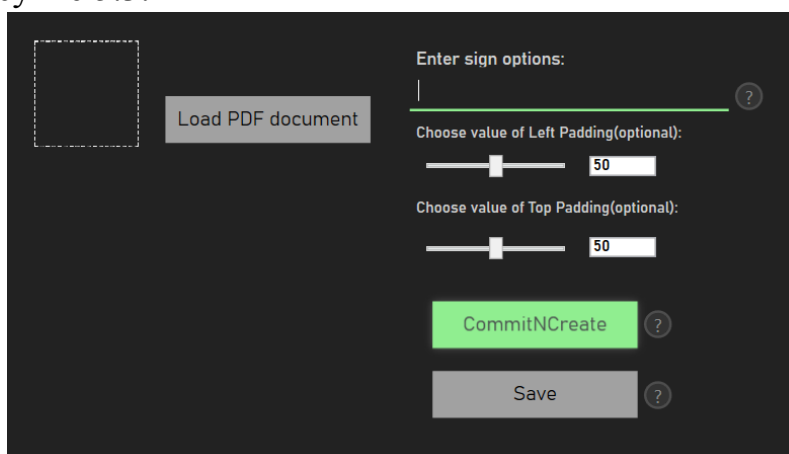 Enter sign options:
?
Load PDF document
Choose value of Left Padding(optional):
50
Choose value of Top Padding(optional):
50
CommitNCreate
?
Save
?